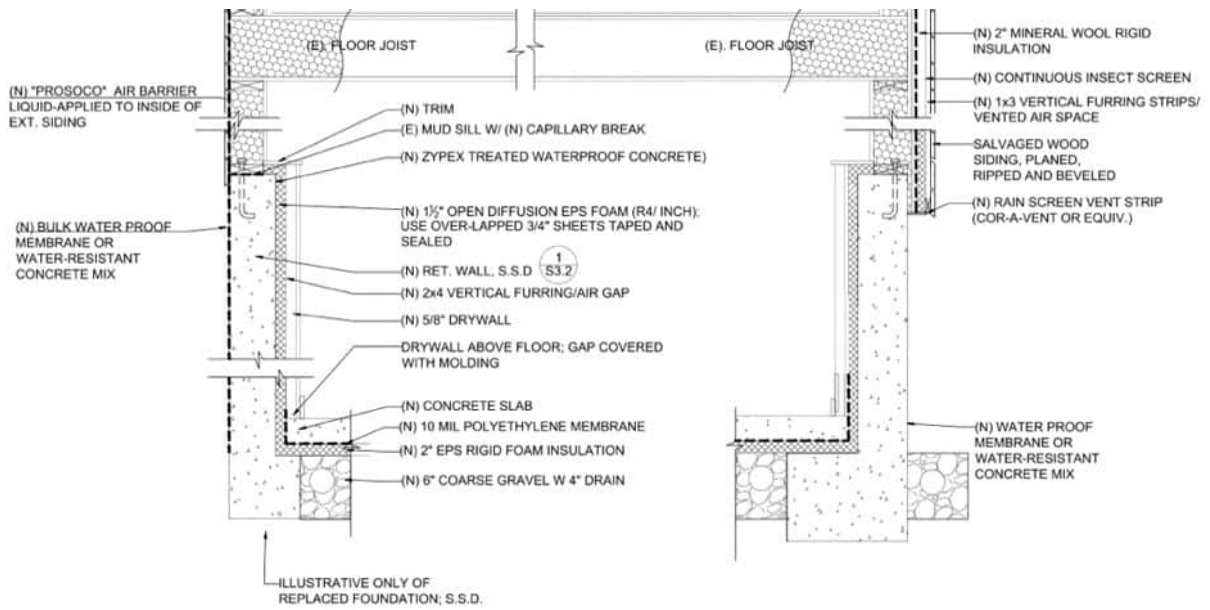 (E). FLOOR JOIST
(E). FLOOR JOIST
(N) "PROSOCO" AIR BARRIER
LIQUID-APPLIED TO INSIDE OF
EXT. SIDING
(N) BULK WATER PROOF
MEMBRANE OR
WATER-RESISTANT
CONCRETE MIX
(N) TRIM
(E) MUD SILL W/ (N) CAPILLARY BREAK
(N) ZYPEX TREATED WATERPROOF CONCRETE)
(N) 1½" OPEN DIFFUSION EPS FOAM (R4/ INCH);
USE OVER-LAPPED 3/4" SHEETS TAPED AND
SEALED
(N) RET. WALL, S.S.D
1
S3.2
(N) 2x4 VERTICAL FURRING/AIR GAP
(N) 5/8" DRYWALL
DRYWALL ABOVE FLOOR; GAP COVERED
WITH MOLDING
(N) CONCRETE SLAB
(N) 10 MIL POLYETHYLENE MEMBRANE
(N) 2" EPS RIGID FOAM INSULATION
(N) 6" COARSE GRAVEL W 4" DRAIN
ILLUSTRATIVE ONLY OF
REPLACED FOUNDATION; S.S.D.
(N) 2" MINERAL WOOL RIGID
INSULATION
(N) CONTINUOUS INSECT SCREEN
(N) 1x3 VERTICAL FURRING STRIPS/
VENTED AIR SPACE
SALVAGED WOOD
SIDING, PLANED,
RIPPED AND BEVELED
(N) RAIN SCREEN VENT STRIP
(COR-A-VENT OR EQUIV.)
(N) WATER PROOF
MEMBRANE OR
WATER-RESISTANT
CONCRETE MIX